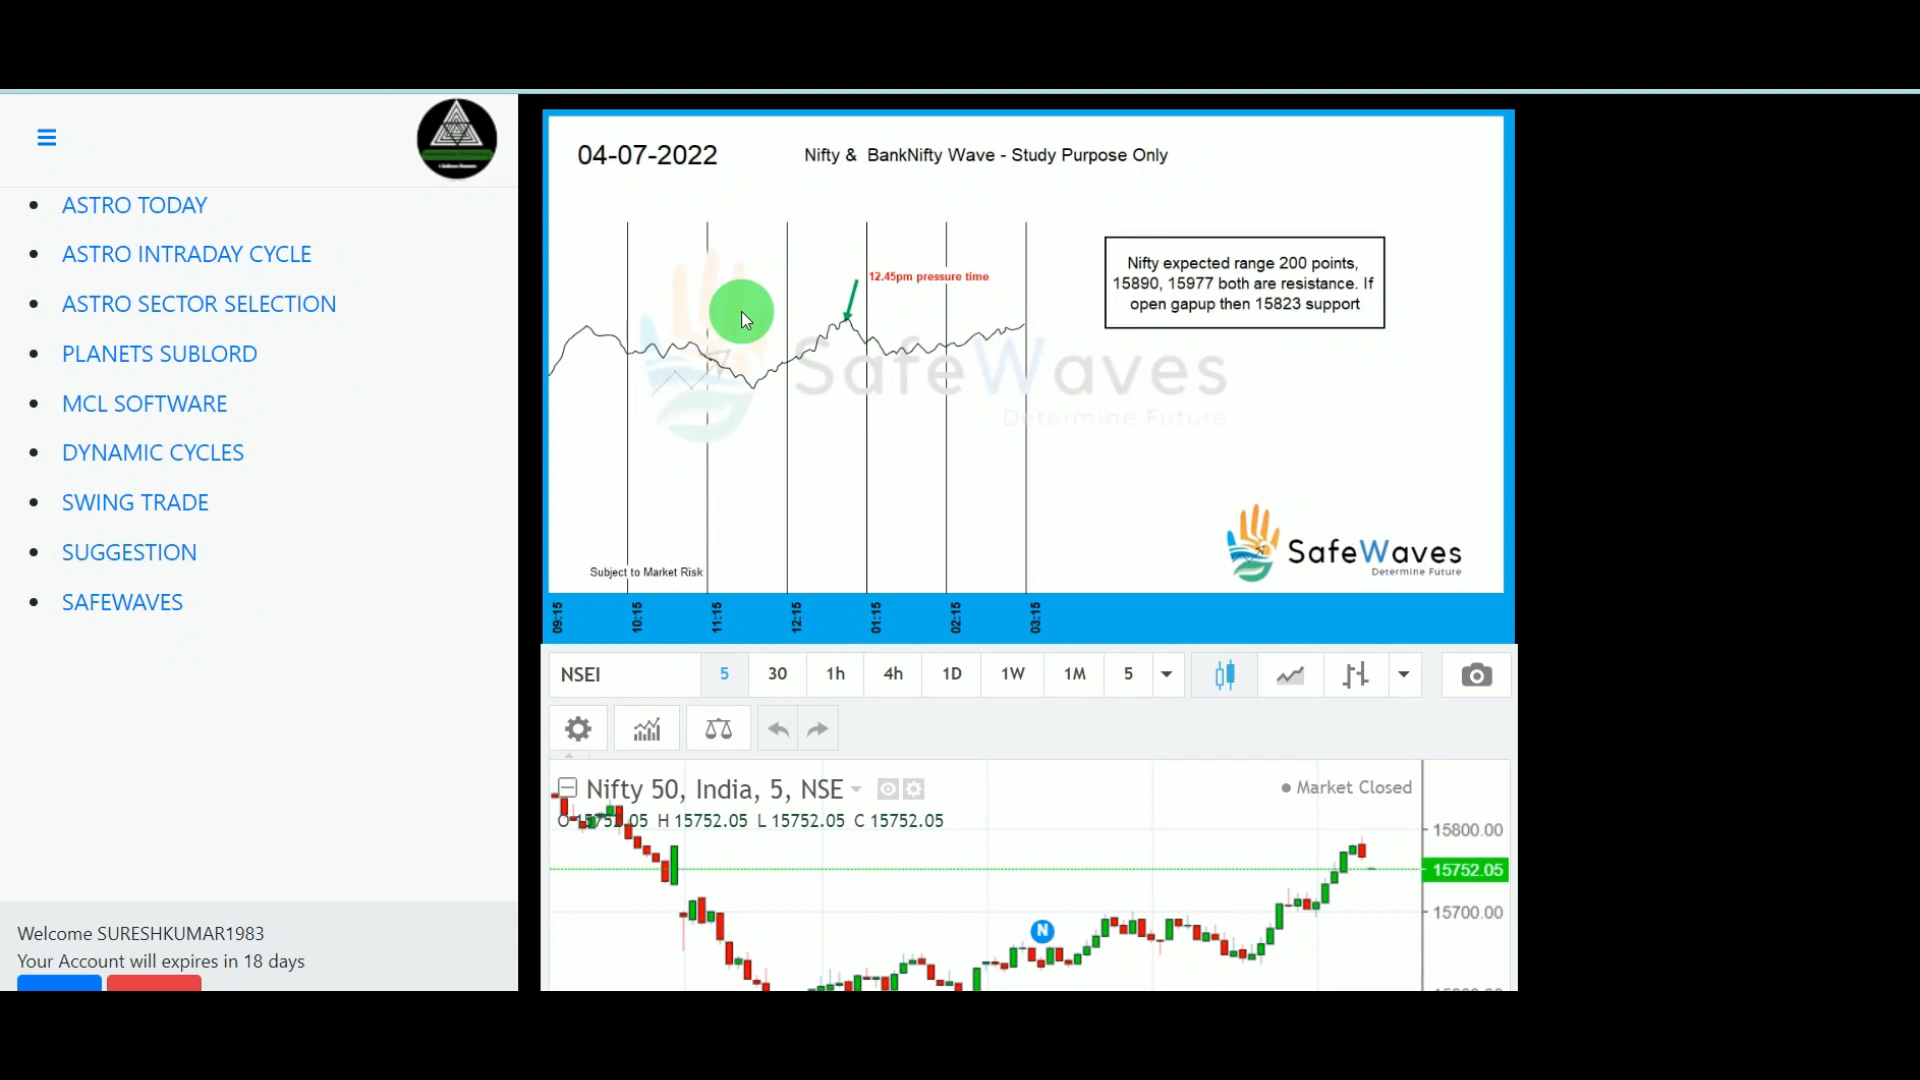 ASTRO TODAY
ASTRO INTRADAY CYCLE
ASTRO SECTOR SELECTION
PLANETS SUBLORD
MCL SOFTWARE
DYNAMIC CYCLES
SWING TRADE
SUGGESTION
SAFEWAVES
Welcome SURESHKUMAR1983
Your Account will expires in 18 days
04-07-2022
Nifty & BankNifty Wave - Study Purpose Only
12.45pm pressure time
Nifty expected range 200 points,
15890, 15977 both are resistance. If
open gapup then 15823 support
SafeWaves
Determine Future
SafeWaves
Determine Future
Subject to Market Risk
09:15 10:15 11:15 12:15 01:15 02:15 03:15
NSEI 5 30 1h 4h 1D 1W 1M 5
Nifty 50, India, 5, NSE
Market Closed
O 15752.05 H 15752.05 L 15752.05 C 15752.05
15800.00
15752.05
15700.00
N